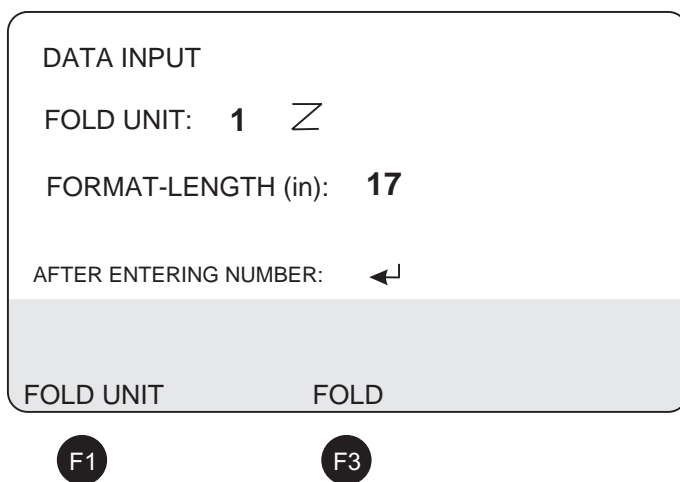 DATA INPUT
FOLD UNIT: 1
FORMAT-LENGTH (in): 17
AFTER ENTERING NUMBER:
FOLD UNIT FOLD
F1 F3